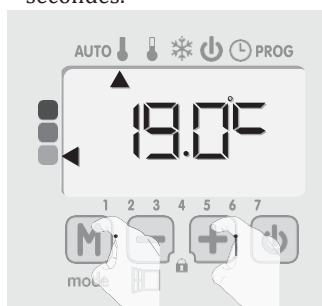 secondes.
AUTO PROG
19.0°C
1 2 3 4 5 6 7
M - +
mode